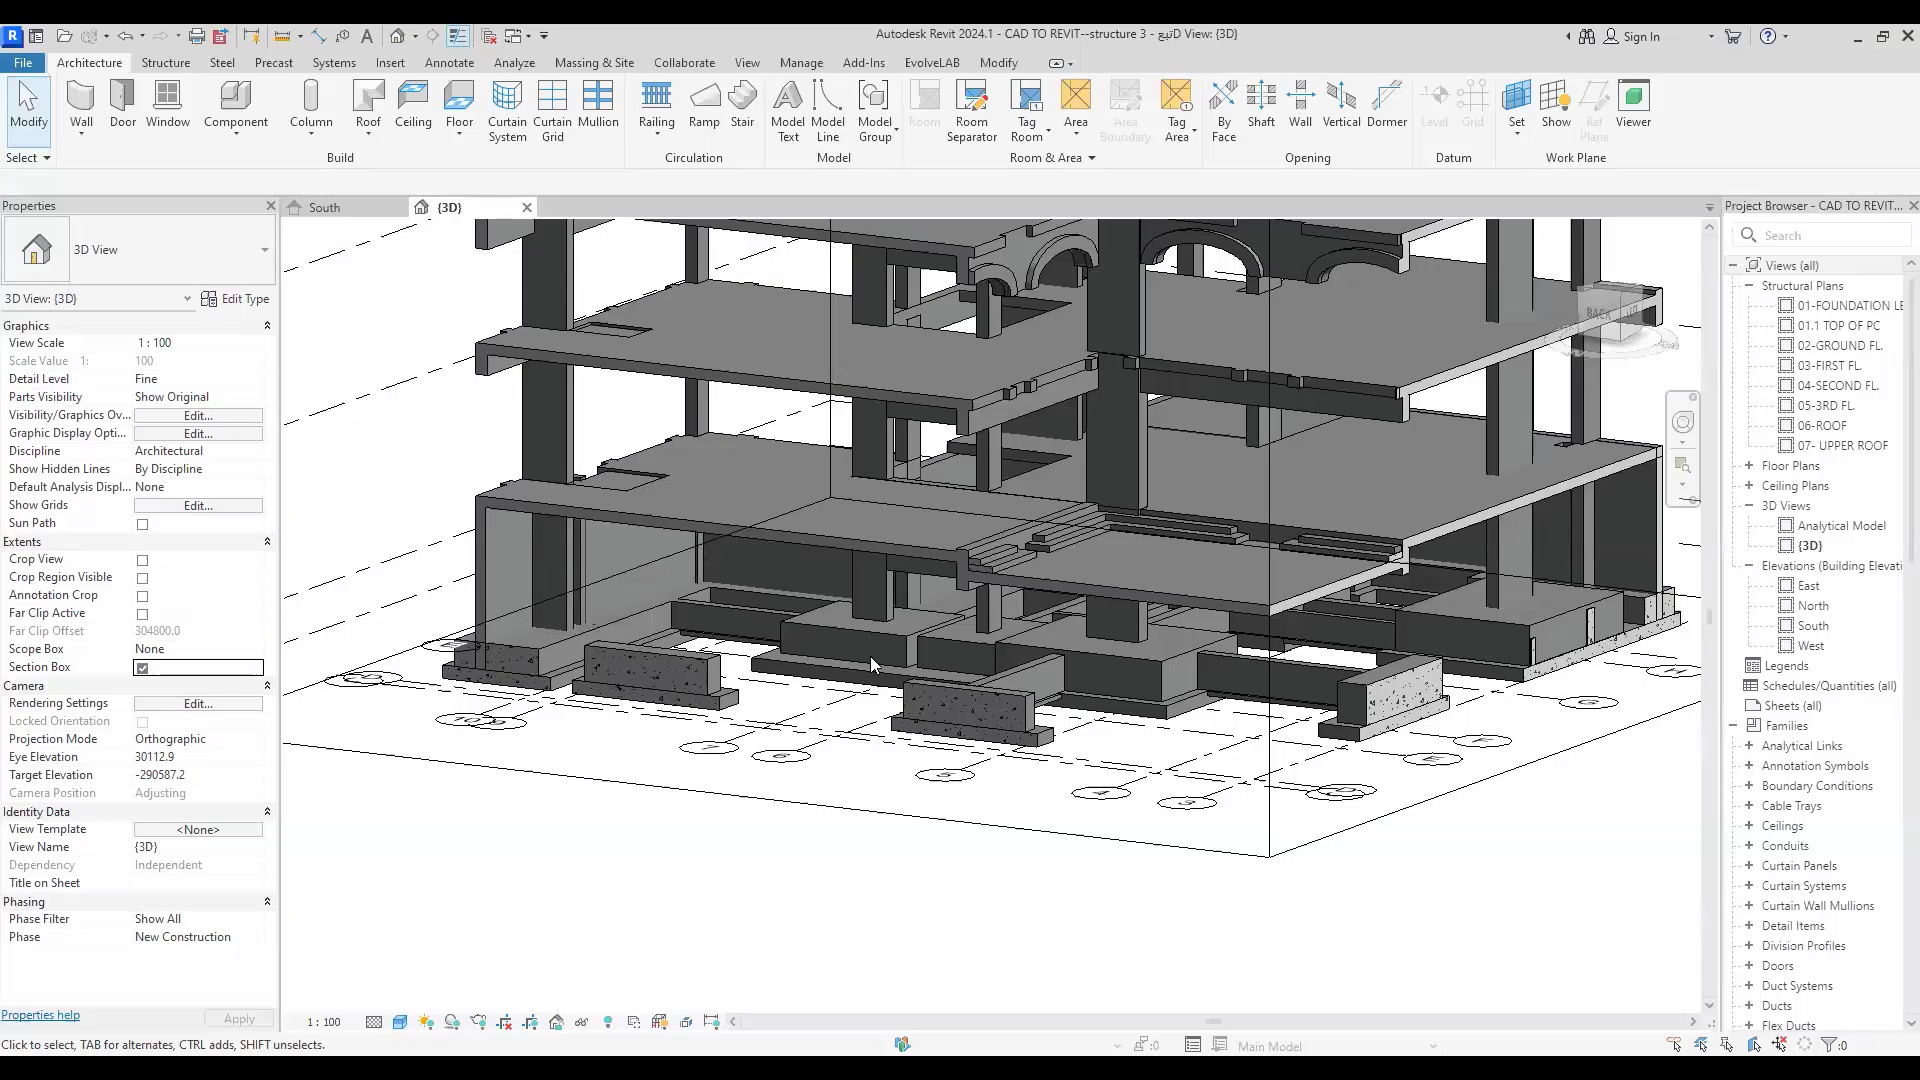 Autodesk Revit 2024.1 - CAD TO REVIT--structure 3 - تيع3D View: {3D}
Sign In
File Architecture Structure Steel Precast Systems Insert Annotate Analyze Massing & Site Collaborate View Manage Add-Ins EvolveLAB Modify
Modify Wall Door Window Component Column Roof Ceiling Floor Curtain System Curtain Grid Mullion Railing Ramp Stair Model Text Model Line Model Group Room Room Separator Tag Room Area Area Boundary Tag Area By Face Shaft Wall Vertical Dormer Level Grid Set Show Ref Plane Viewer
Select Build Circulation Model Room & Area Opening Datum Work Plane
Properties
South
{3D}
Project Browser - CAD TO REVIT...
3D View
Search
3D View: {3D} Edit Type
Graphics
View Scale 1 : 100
Scale Value 1: 100
Detail Level Fine
Parts Visibility Show Original
Visibility/Graphics Ov... Edit...
Graphic Display Opti... Edit...
Discipline Architectural
Show Hidden Lines By Discipline
Default Analysis Displ... None
Show Grids Edit...
Sun Path
Extents
Crop View
Crop Region Visible
Annotation Crop
Far Clip Active
Far Clip Offset 304800.0
Scope Box None
Section Box
Camera
Rendering Settings Edit...
Locked Orientation
Projection Mode Orthographic
Eye Elevation 30112.9
Target Elevation -290587.2
Camera Position Adjusting
Identity Data
View Template <None>
View Name {3D}
Dependency Independent
Title on Sheet
Phasing
Phase Filter Show All
Phase New Construction
Properties help
Apply
BACK
7
6
5
4
3
D
E
F
G
H
1 : 100
Views (all)
Structural Plans
01-FOUNDATION LE
01.1 TOP OF PC
02-GROUND FL.
03-FIRST FL.
04-SECOND FL.
05-3RD FL.
06-ROOF
07- UPPER ROOF
Floor Plans
Ceiling Plans
3D Views
Analytical Model
{3D}
Elevations (Building Elevati
East
North
South
West
Legends
Schedules/Quantities (all)
Sheets (all)
Families
Analytical Links
Annotation Symbols
Boundary Conditions
Cable Trays
Ceilings
Conduits
Curtain Panels
Curtain Systems
Curtain Wall Mullions
Detail Items
Division Profiles
Doors
Duct Systems
Ducts
Flex Ducts
Click to select, TAB for alternates, CTRL adds, SHIFT unselects.
:0
Main Model
:0